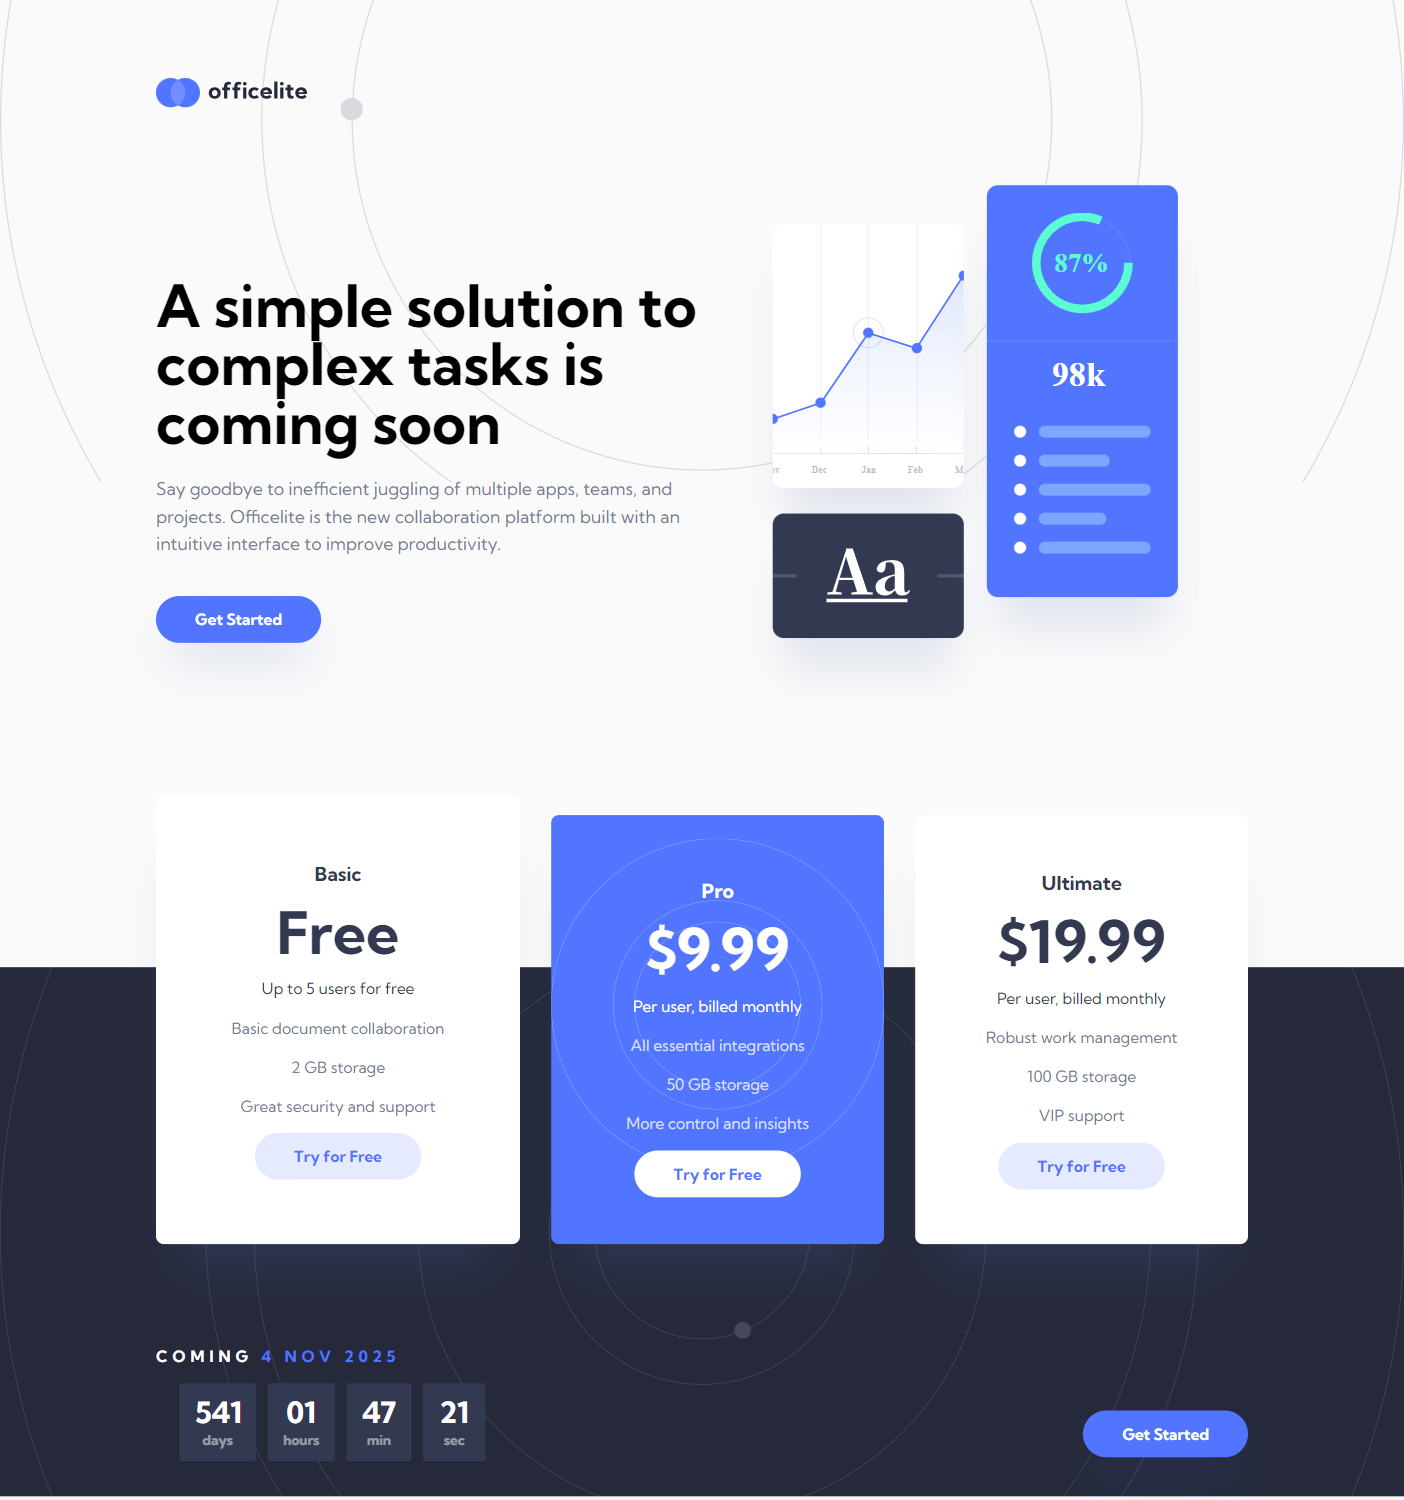 officelite
A simple solution to
complex tasks is
coming soon
Say goodbye to inefficient juggling of multiple apps, teams, and
projects. Officelite is the new collaboration platform built with an
intuitive interface to improve productivity.
Get Started
Dec Jan Feb
87%
98k
Aa
Basic
Free
Up to 5 users for free
Basic document collaboration
2 GB storage
Great security and support
Try for Free
Pro
$9.99
Per user, billed monthly
All essential integrations
50 GB storage
More control and insights
Try for Free
Ultimate
$19.99
Per user, billed monthly
Robust work management
100 GB storage
VIP support
Try for Free
COMING 4 NOV 2025
541 01 47 21
days hours min sec
Get Started